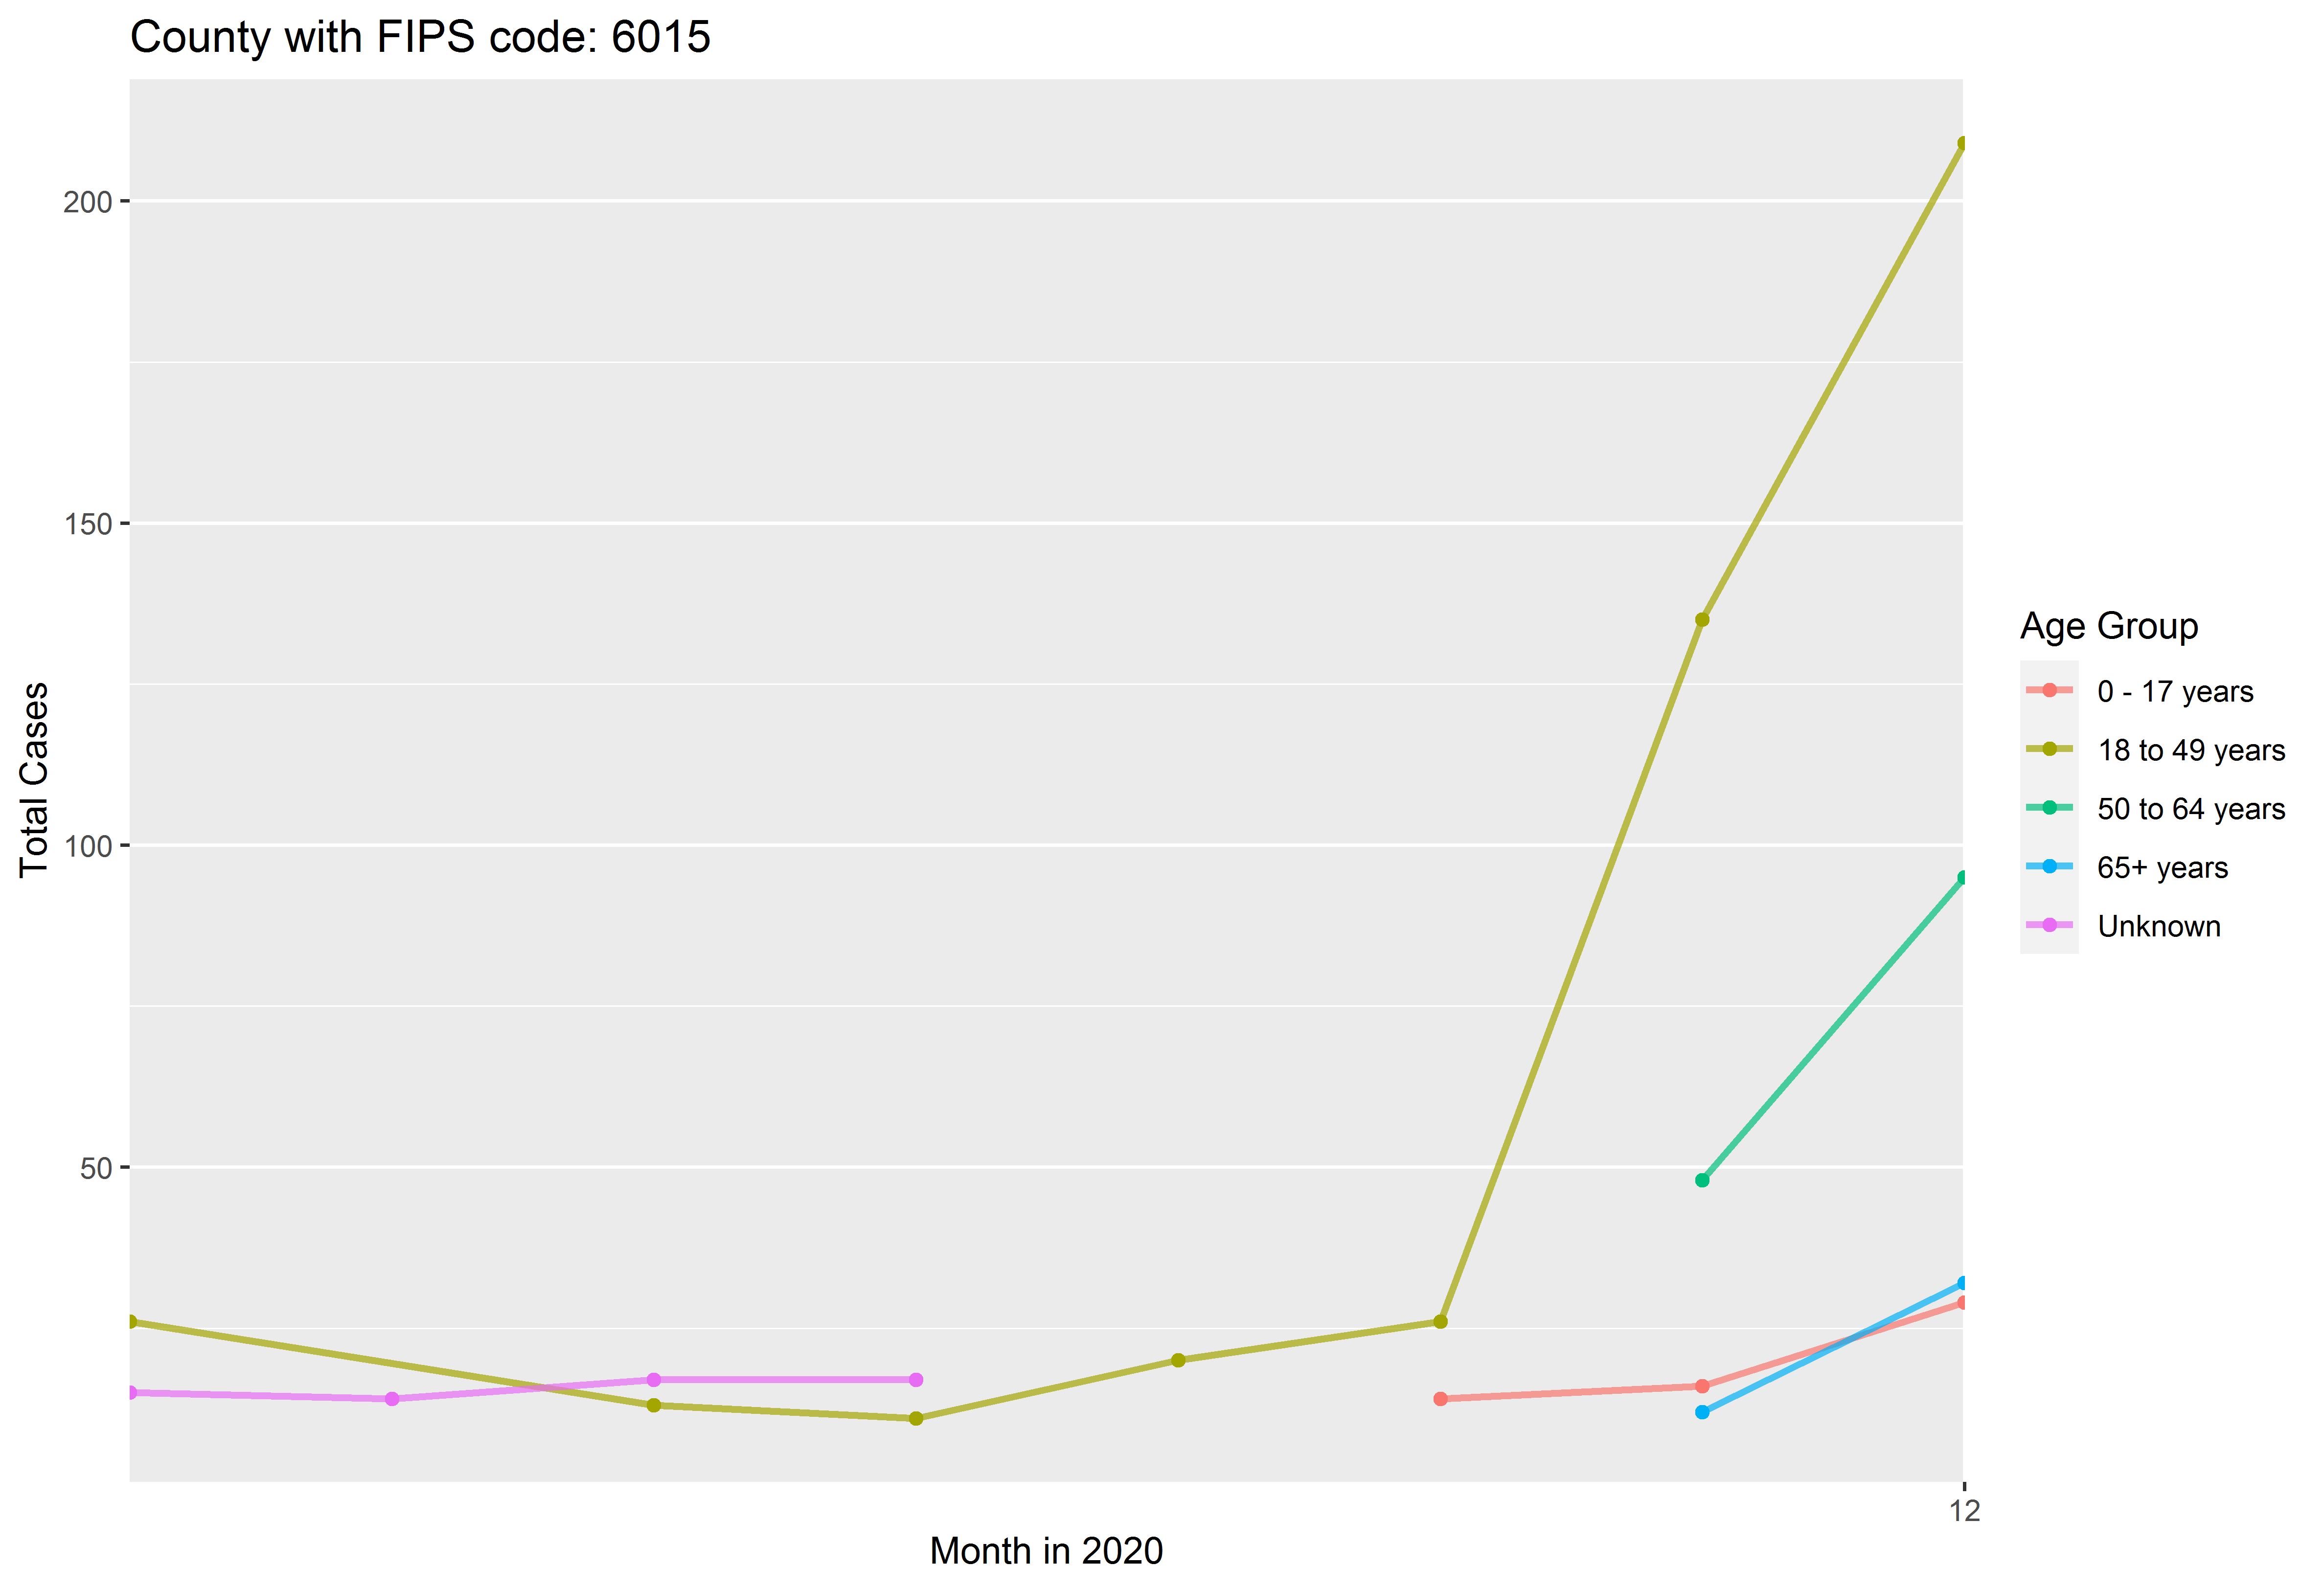 County with FIPS code: 6015
200
150
100
50
Total Cases
12
Month in 2020
Age Group
0 - 17 years
18 to 49 years
50 to 64 years
65+ years
Unknown